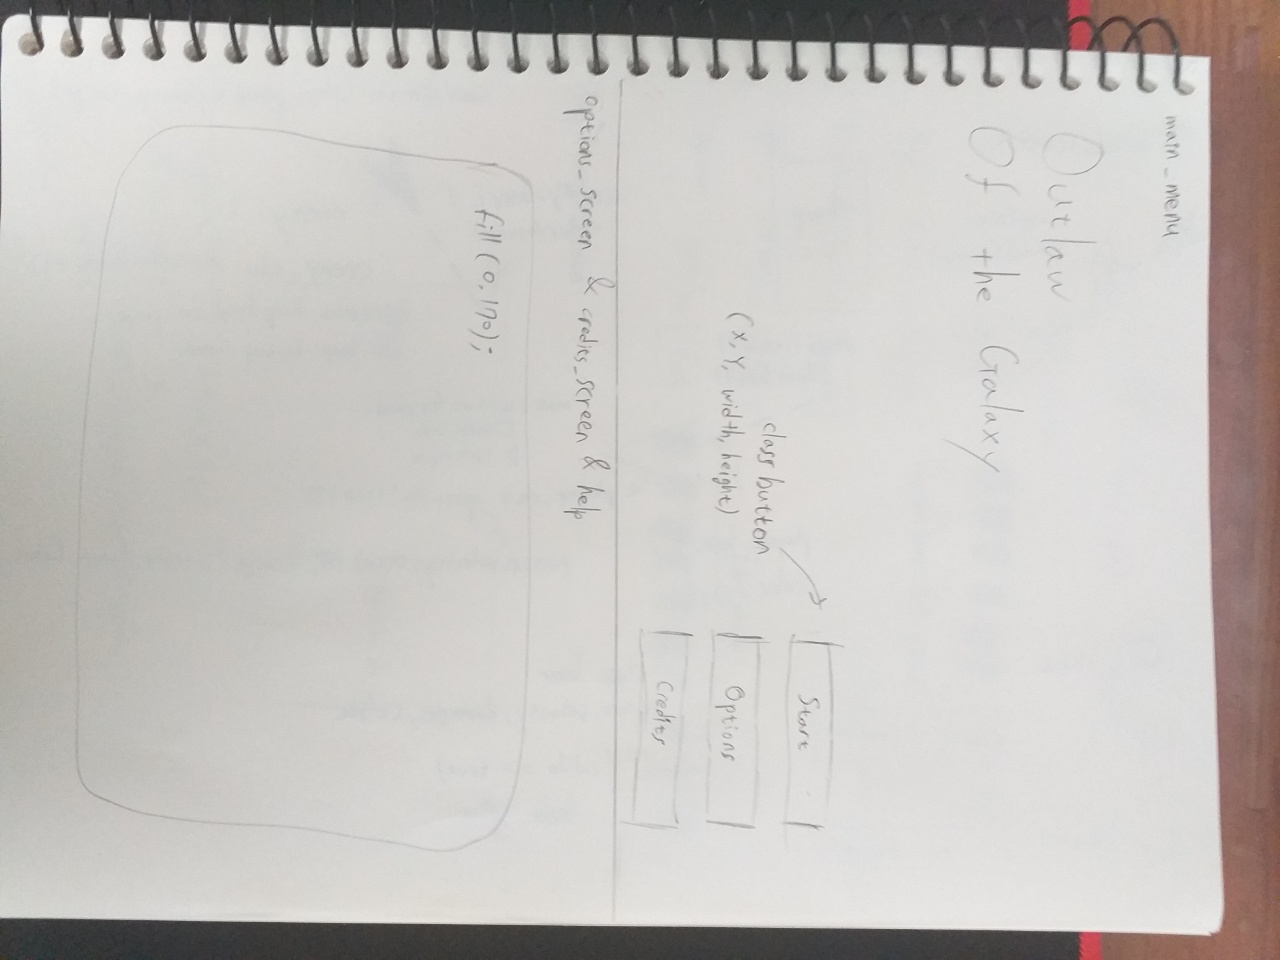 main_menu
Outlaw
Of the Galaxy
class button
(x, y, width, height)
Start
Options
Credits
options_screen & credits_screen & help
fill(0,170);